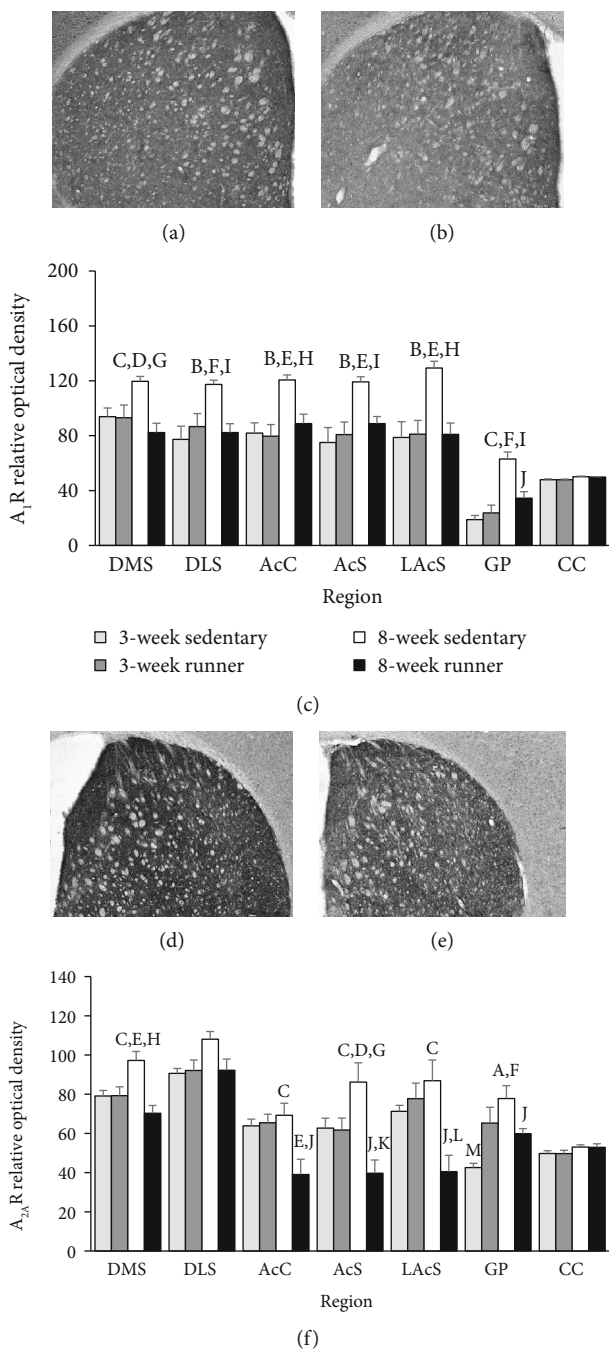 (a)
(b)
200
160
120
80
40
0
A₁R relative optical density
C,D,G
B,F,I
B,E,H
B,E,I
B,E,H
C,F,I
J
DMS
DLS
AcC
AcS
LAcS
GP
CC
Region
3-week sedentary
8-week sedentary
3-week runner
8-week runner
(c)
(d)
(e)
140
120
100
80
60
40
20
0
A₂AR relative optical density
C,E,H
C
E,J
C,D,G
J,K
C
J,L
M
A,F
J
DMS
DLS
AcC
AcS
LAcS
GP
CC
Region
(f)